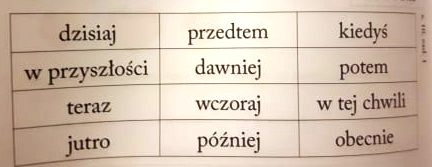 dzisiaj przedtem kiedyś
w przyszłości dawniej potem
teraz wczoraj w tej chwili
jutro później obecnie